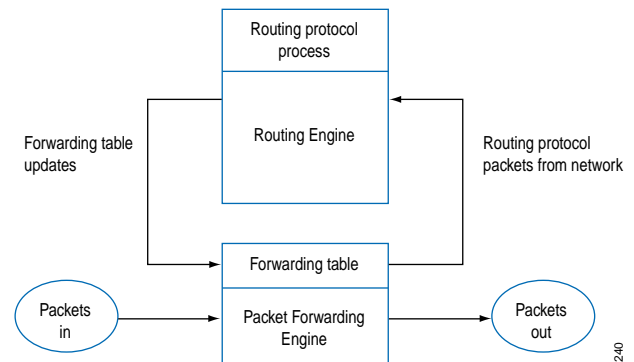 Routing protocol
process
Routing Engine
Forwarding table
updates
Routing protocol
packets from network
Forwarding table
Packets
in
Packet Forwarding
Engine
Packets
out
240